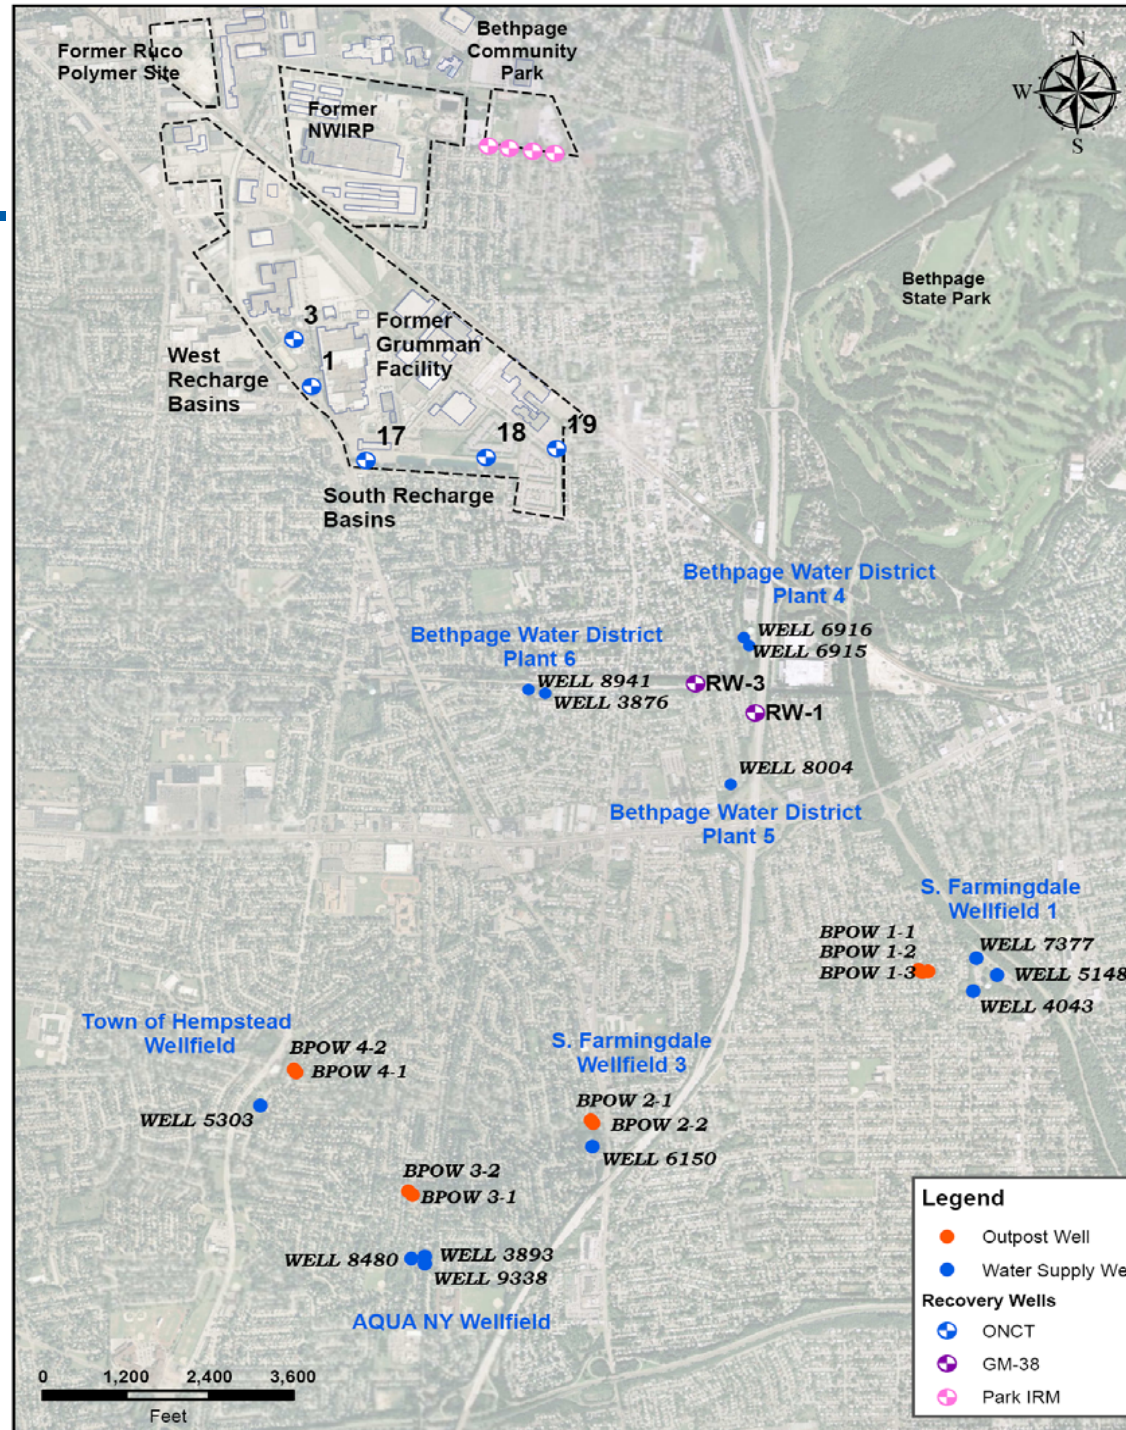 Former Ruco
Polymer Site
Bethpage
Community
Park
Former
NWIRP
N
W
S
Bethpage
State Park
3
1
Former
Grumman
Facility
West
Recharge
Basins
17
18
19
South Recharge
Basins
Bethpage Water District
Plant 4
WELL 6916
WELL 6915
Bethpage Water District
Plant 6
WELL 8941
WELL 3876
RW-3
RW-1
WELL 8004
Bethpage Water District
Plant 5
S. Farmingdale
Wellfield 1
BPOW 1-1
BPOW 1-2
BPOW 1-3
WELL 7377
WELL 5148
WELL 4043
Town of Hempstead
Wellfield
BPOW 4-2
BPOW 4-1
WELL 5303
S. Farmingdale
Wellfield 3
BPOW 2-1
BPOW 2-2
WELL 6150
BPOW 3-2
BPOW 3-1
WELL 8480
WELL 3893
WELL 9338
AQUA NY Wellfield
Legend
Outpost Well
Water Supply We
Recovery Wells
ONCT
GM-38
Park IRM
0 1,200 2,400 3,600
Feet